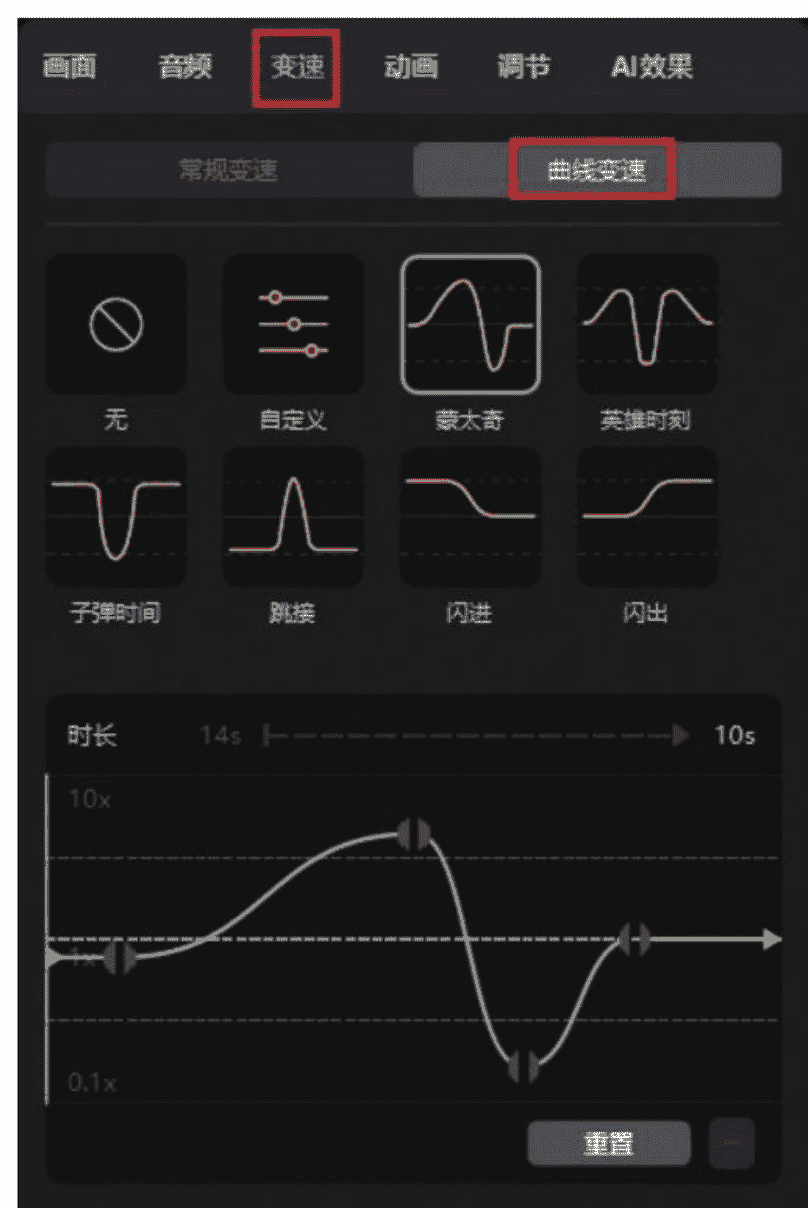 画面 音频 变速 动画 调节 AI效果
常规变速 曲线变速
无 自定义 蒙太奇 英雄时刻
子弹时间 跳接 闪进 闪出
时长 14s 10s
10x
1x
0.1x
重置